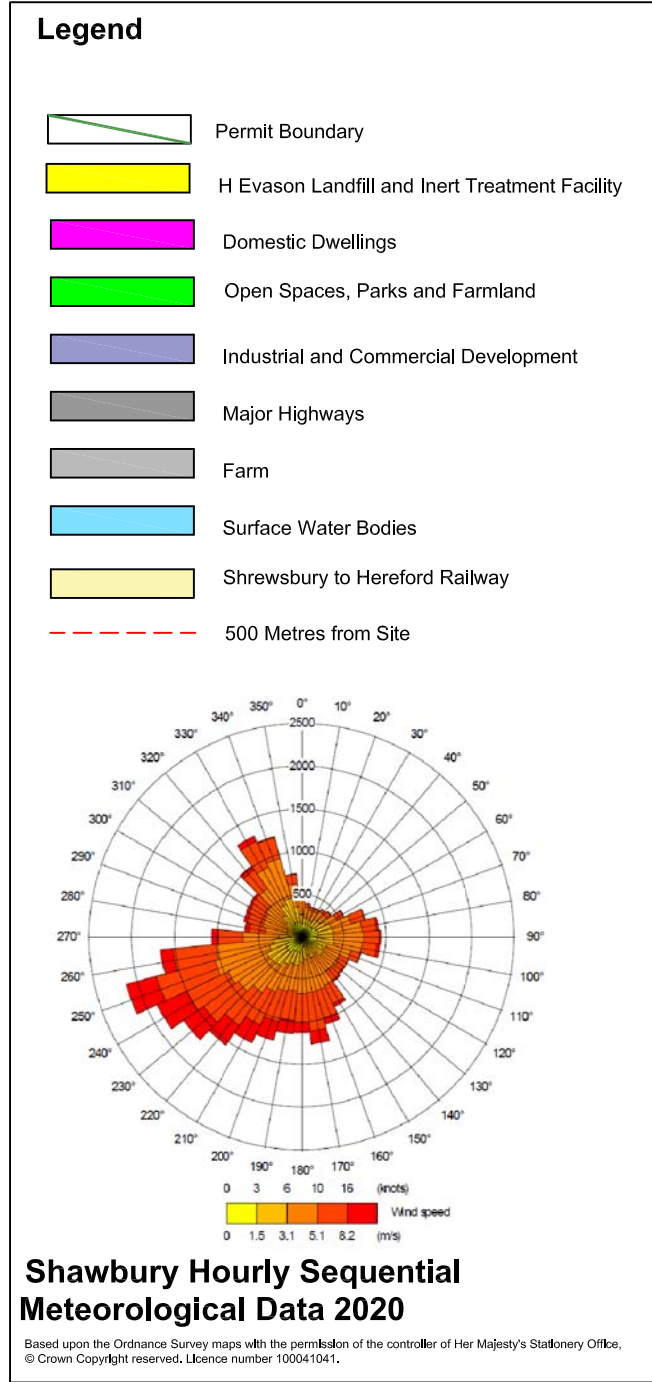 Legend
Permit Boundary
H Evason Landfill and Inert Treatment Facility
Domestic Dwellings
Open Spaces, Parks and Farmland
Industrial and Commercial Development
Major Highways
Farm
Surface Water Bodies
Shrewsbury to Hereford Railway
500 Metres from Site
0°
10°
20°
30°
40°
50°
60°
70°
80°
90°
100°
110°
120°
130°
140°
150°
160°
170°
180°
190°
200°
210°
220°
230°
240°
250°
260°
270°
280°
290°
300°
310°
320°
330°
340°
350°
2500
2000
1500
1000
500
0 3 6 10 16 (knots)
Wind speed
0 1.5 3.1 5.1 8.2 (m/s)
Shawbury Hourly Sequential
Meteorological Data 2020
Based upon the Ordnance Survey maps with the permission of the controller of Her Majesty's Stationery Office,
© Crown Copyright reserved. Licence number 100041041.